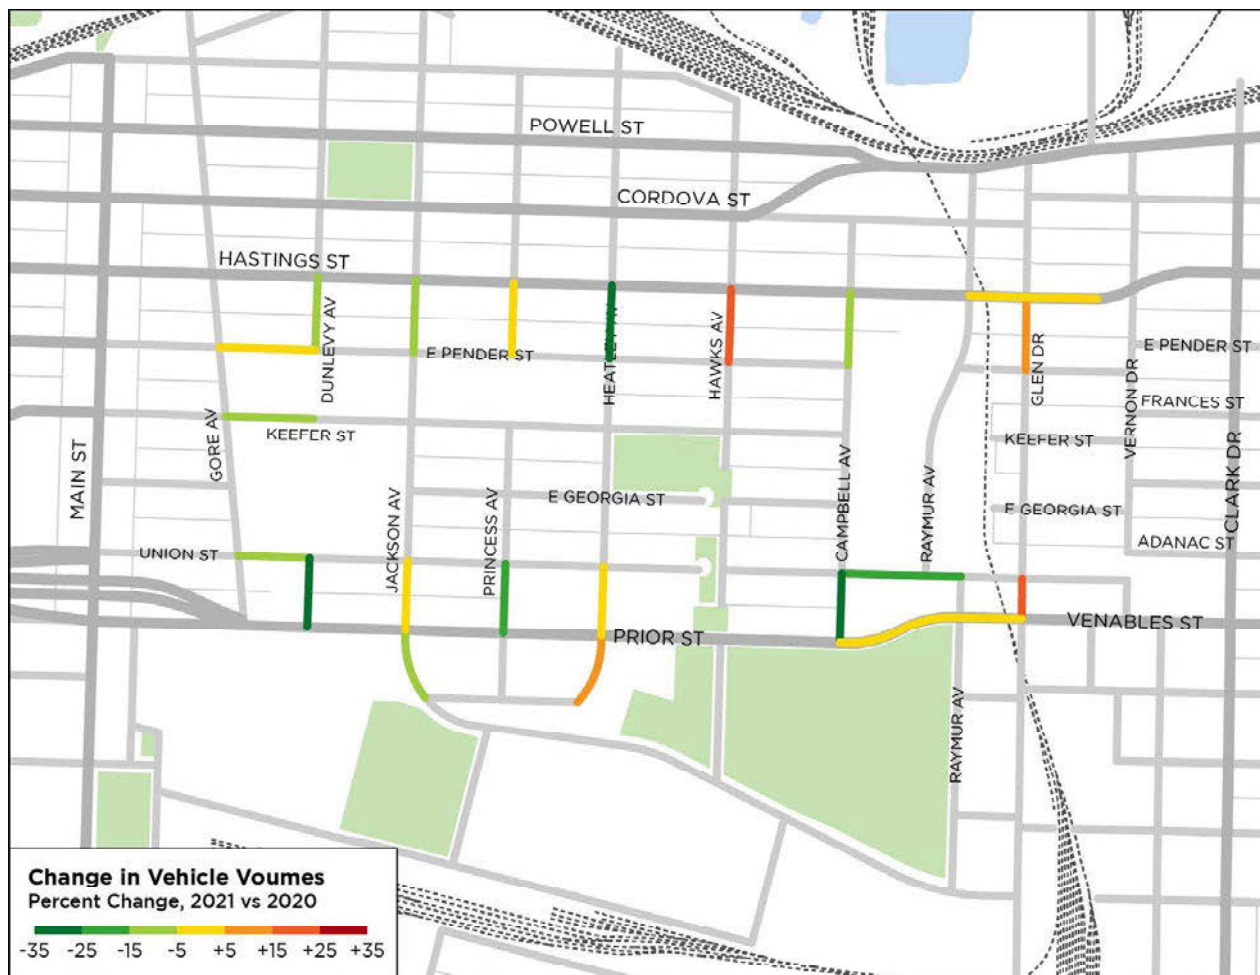 POWELL ST
CORDOVA ST
HASTINGS ST
DUNLEVY AV
E PENDER ST
HAWKS AV
GLEN DR
E PENDER ST
VERNON DR
FRANCES ST
GORE AV
KEEFER ST
MAIN ST
KEEFER ST
CLARK DR
JACKSON AV
PRINCESS AV
E GEORGIA ST
CAMPBELL AV
RAYMUR AV
E GEORGIA ST
ADANAC ST
UNION ST
PRIOR ST
VENABLES ST
RAYMUR AV
Change in Vehicle Voumes
Percent Change, 2021 vs 2020
-35 -25 -15 -5 +5 +15 +25 +35